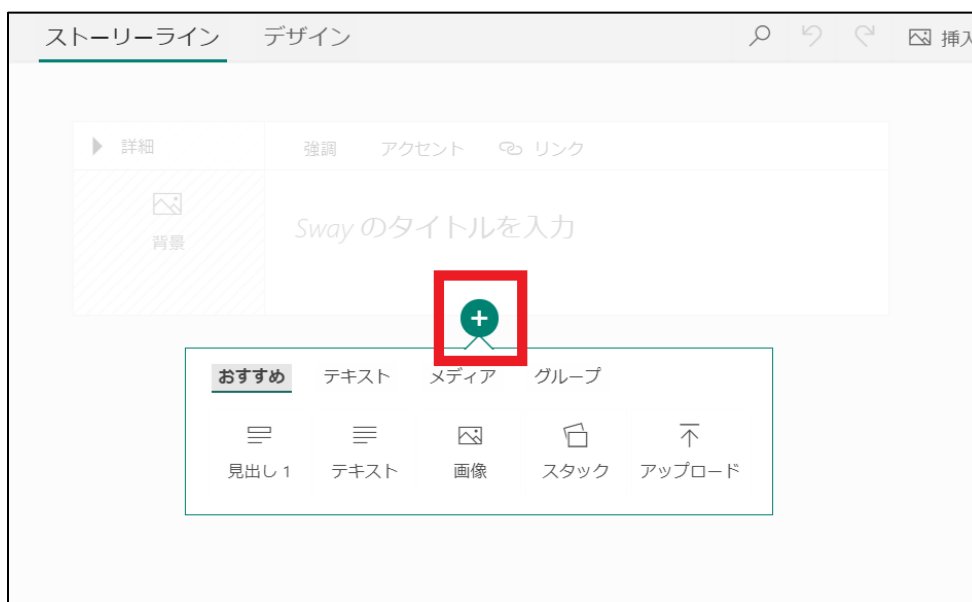 ストーリーライン デザイン 挿入
詳細 強調 アクセント リンク
背景 Sway のタイトルを入力
おすすめ テキスト メディア グループ
見出し 1 テキスト 画像 スタック アップロード